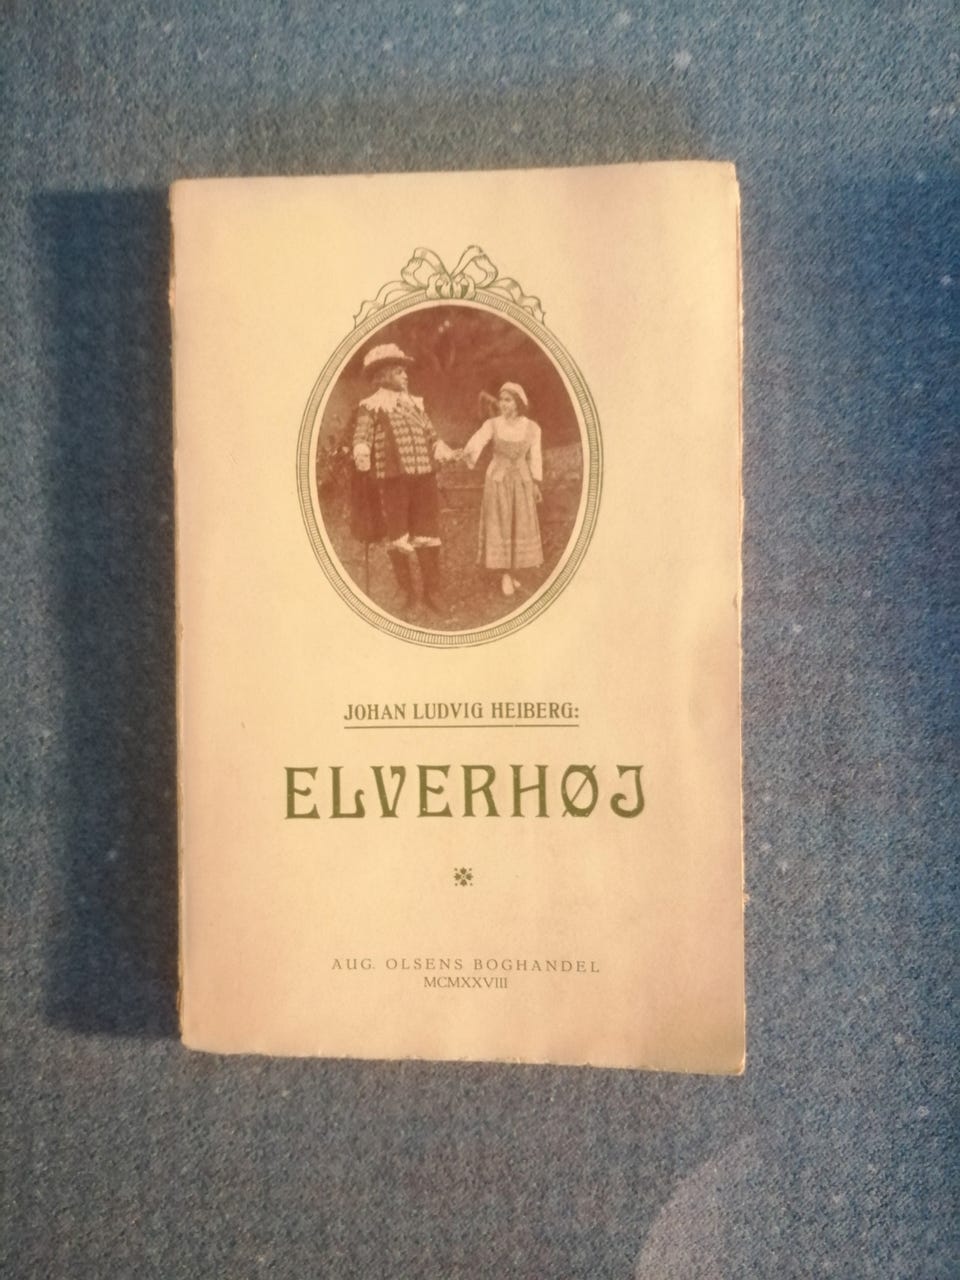 JOHAN LUDVIG HEIBERG:
ELVERHØJ
AUG. OLSENS BOGHANDEL
MCMXXVIII